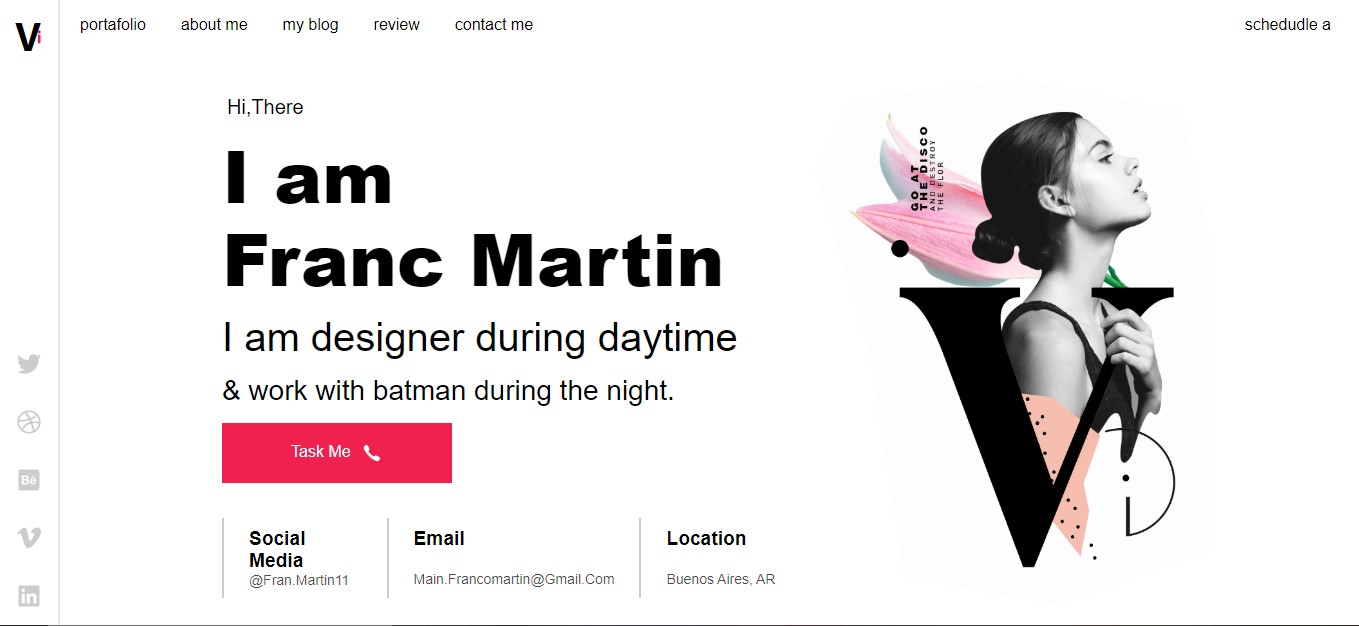 Vi
portafolio about me my blog review contact me schedudle a
Hi,There
I am
Franc Martin
I am designer during daytime
& work with batman during the night.
Task Me
Social
Media
@Fran.Martin11
Email
Main.Francomartin@Gmail.Com
Location
Buenos Aires, AR
GO AT
THE DISCO
AND DESTROY
THE FLOR
V
iD
Bē
in